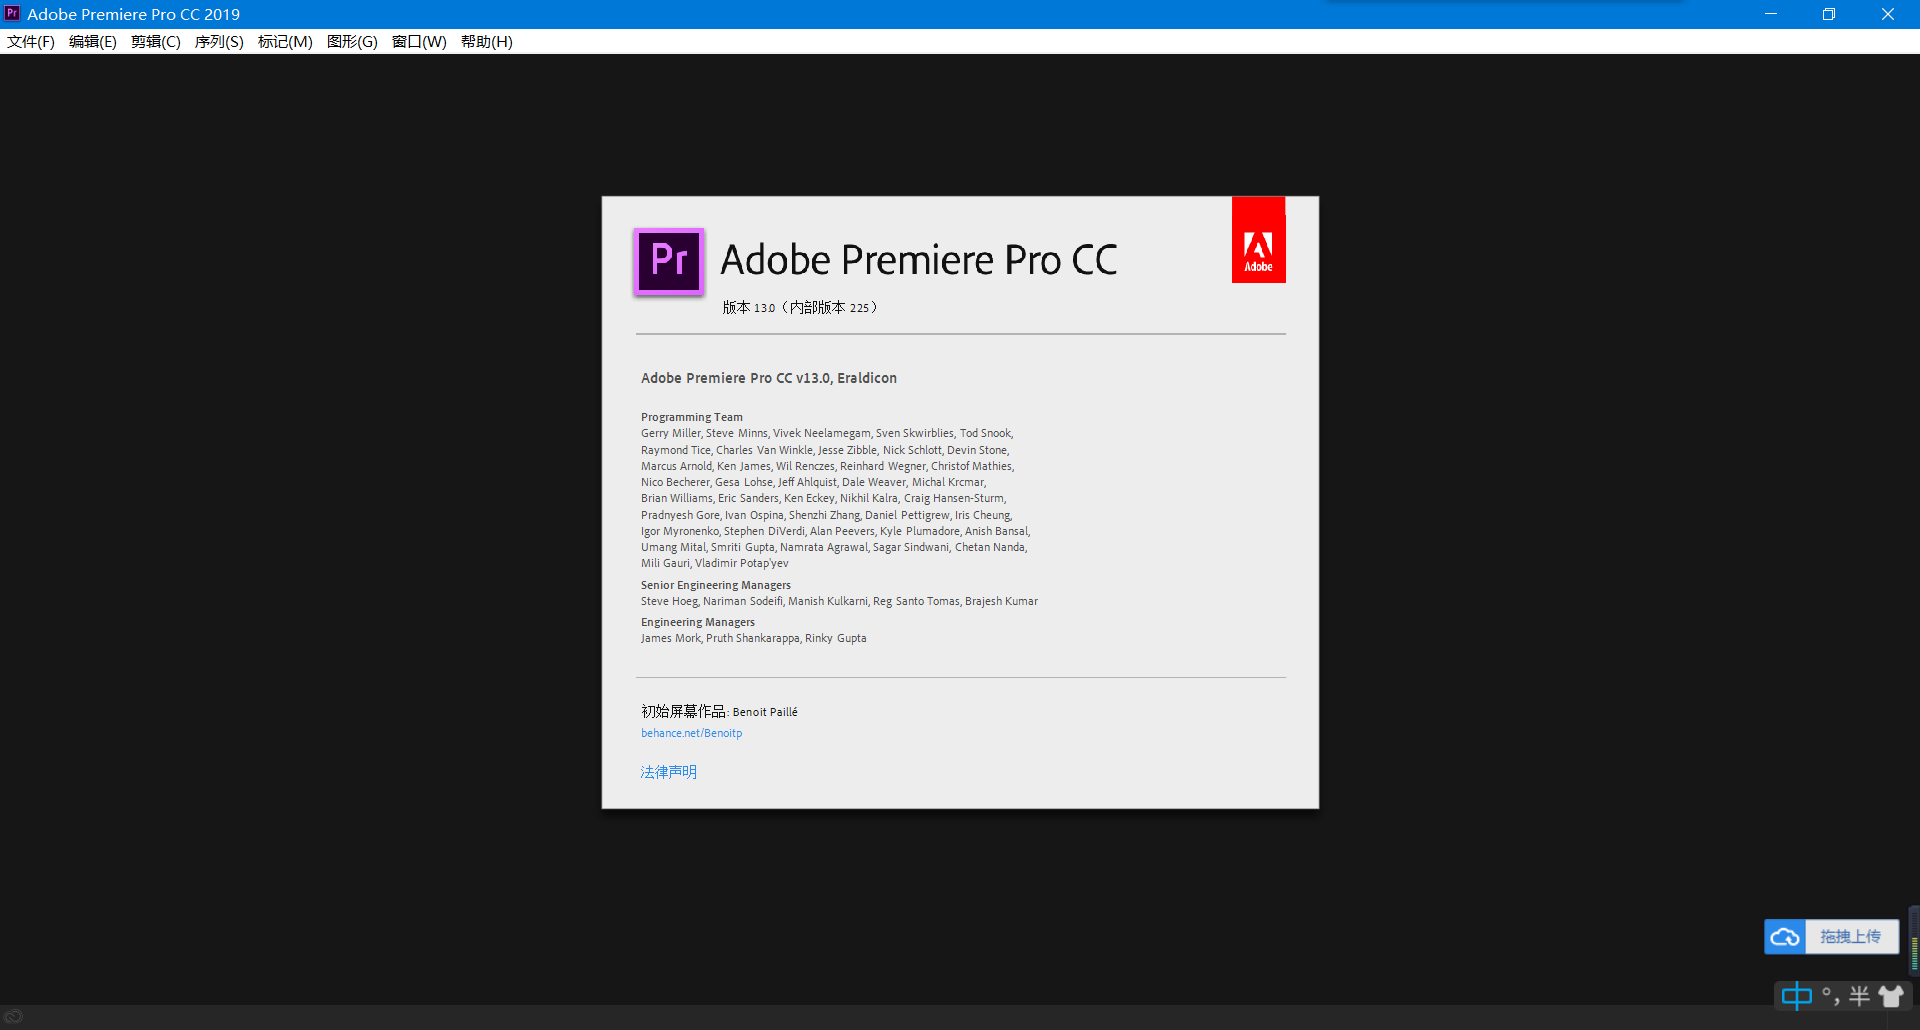 Pr Adobe Premiere Pro CC 2019
文件(F) 编辑(E) 剪辑(C) 序列(S) 标记(M) 图形(G) 窗口(W) 帮助(H)
Pr Adobe Premiere Pro CC
Adobe
版本 13.0（内部版本 225）
Adobe Premiere Pro CC v13.0, Eraldicon
Programming Team
Gerry Miller, Steve Minns, Vivek Neelamegam, Sven Skwirblies, Tod Snook,
Raymond Tice, Charles Van Winkle, Jesse Zibble, Nick Schlott, Devin Stone,
Marcus Arnold, Ken James, Wil Renczes, Reinhard Wegner, Christof Mathies,
Nico Becherer, Gesa Lohse, Jeff Ahlquist, Dale Weaver, Michal Krcmar,
Brian Williams, Eric Sanders, Ken Eckey, Nikhil Kalra, Craig Hansen-Sturm,
Pradnyesh Gore, Ivan Ospina, Shenzhi Zhang, Daniel Pettigrew, Iris Cheung,
Igor Myronenko, Stephen DiVerdi, Alan Peevers, Kyle Plumadore, Anish Bansal,
Umang Mital, Smriti Gupta, Namrata Agrawal, Sagar Sindwani, Chetan Nanda,
Mili Gauri, Vladimir Potap'yev
Senior Engineering Managers
Steve Hoeg, Nariman Sodeifi, Manish Kulkarni, Reg Santo Tomas, Brajesh Kumar
Engineering Managers
James Mork, Pruth Shankarappa, Rinky Gupta
初始屏幕作品: Benoit Paillé
behance.net/Benoitp
法律声明
拖拽上传
中 °, 半